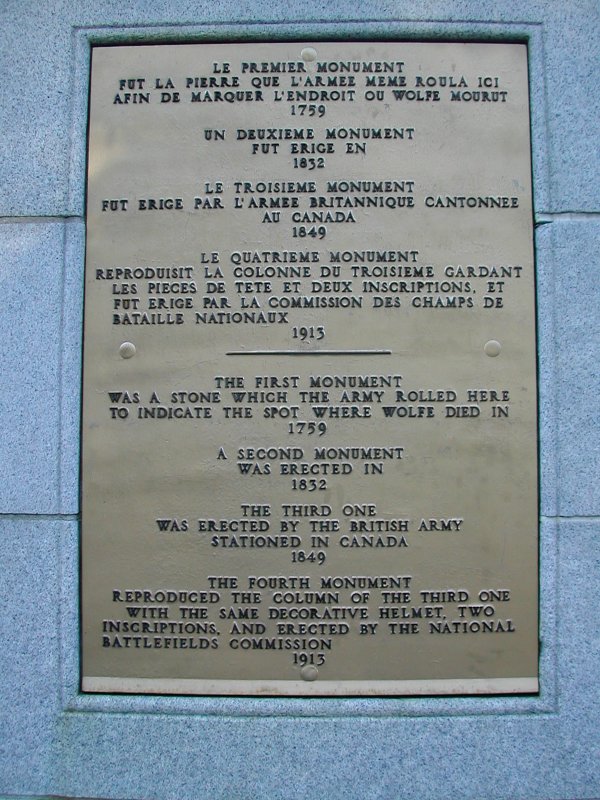 LE PREMIER MONUMENT
FUT LA PIERRE QUE L'ARMEE MEME ROULA ICI
AFIN DE MARQUER L'ENDROIT OU WOLFE MOURUT
1759
UN DEUXIEME MONUMENT
FUT ERIGE EN
1832
LE TROISIEME MONUMENT
FUT ERIGE PAR L'ARMEE BRITANNIQUE CANTONNEE
AU CANADA
1849
LE QUATRIEME MONUMENT
REPRODUISIT LA COLONNE DU TROISIEME GARDANT
LES PIECES DE TETE ET DEUX INSCRIPTIONS, ET
FUT ERIGE PAR LA COMMISSION DES CHAMPS DE
BATAILLE NATIONAUX
1913
THE FIRST MONUMENT
WAS A STONE WHICH THE ARMY ROLLED HERE
TO INDICATE THE SPOT WHERE WOLFE DIED IN
1759
A SECOND MONUMENT
WAS ERECTED IN
1832
THE THIRD ONE
WAS ERECTED BY THE BRITISH ARMY
STATIONED IN CANADA
1849
THE FOURTH MONUMENT
REPRODUCED THE COLUMN OF THE THIRD ONE
WITH THE SAME DECORATIVE HELMET, TWO
INSCRIPTIONS, AND ERECTED BY THE NATIONAL
BATTLEFIELDS COMMISSION
1913